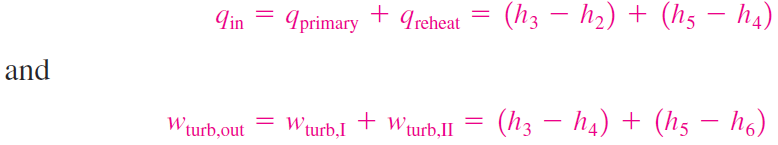 q_in = q_primary + q_reheat = (h_3 − h_2) + (h_5 − h_4)
and
w_turb,out = w_turb,I + w_turb,II = (h_3 − h_4) + (h_5 − h_6)